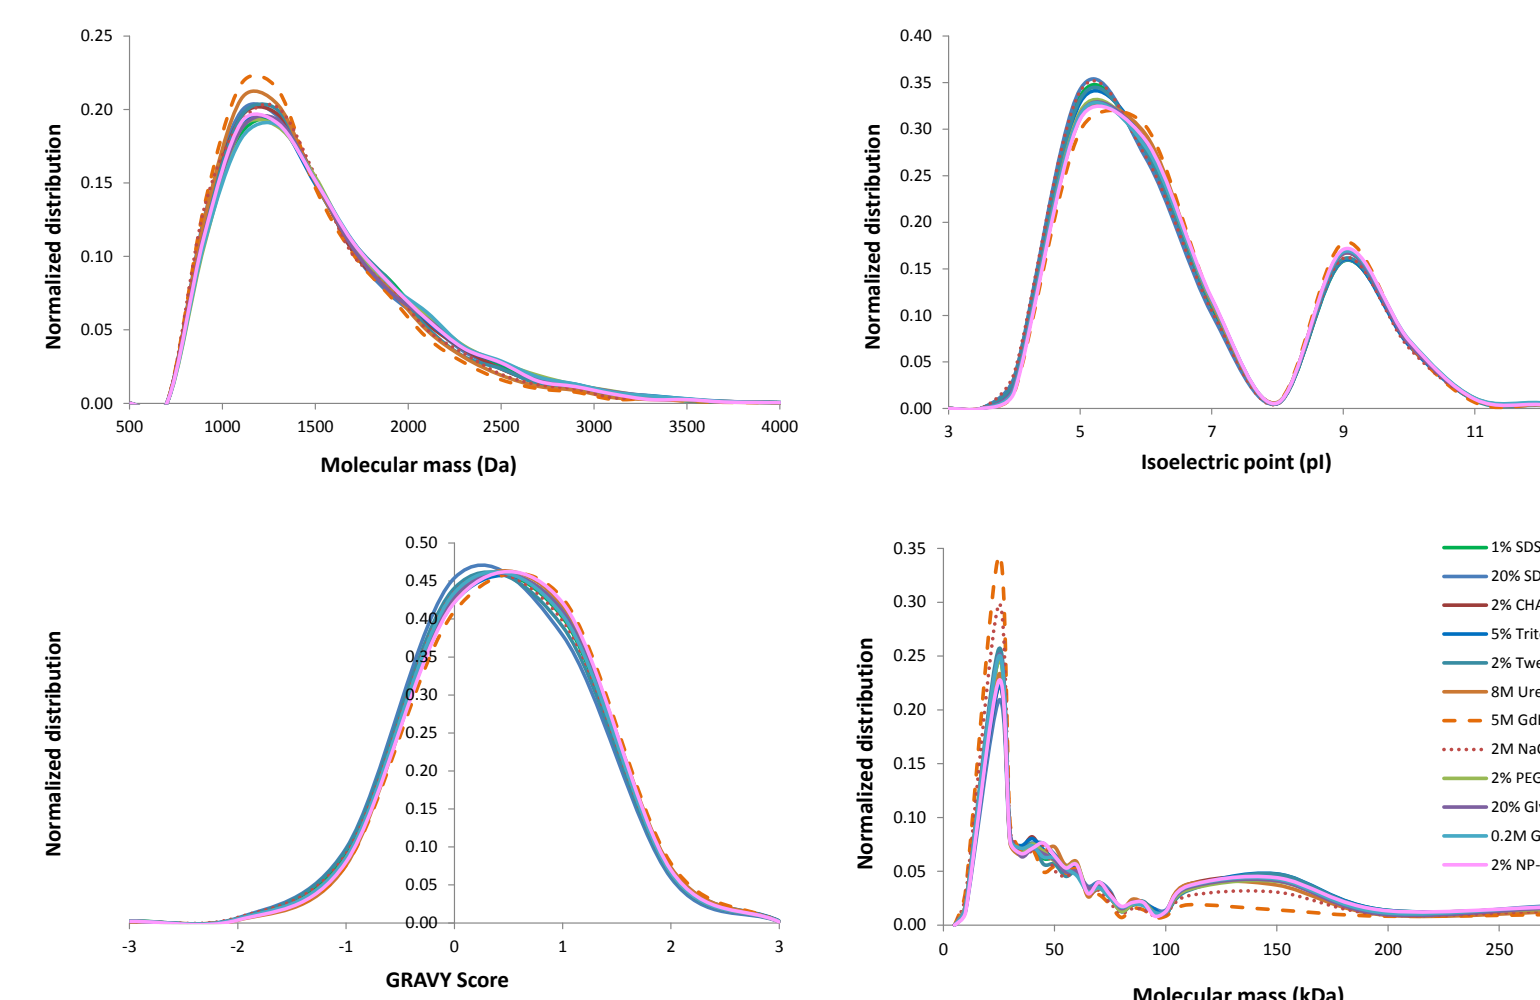 0.25
0.20
0.15
0.10
0.05
0.00
500 1000 1500 2000 2500 3000 3500 4000
Normalized distribution
Molecular mass (Da)
0.40
0.35
0.30
0.25
0.20
0.15
0.10
0.05
0.00
3 5 7 9 11
Normalized distribution
Isoelectric point (pI)
0.50
0.45
0.40
0.35
0.30
0.25
0.20
0.15
0.10
0.05
0.00
-3 -2 -1 0 1 2 3
Normalized distribution
GRAVY Score
0.35
0.30
0.25
0.20
0.15
0.10
0.05
0.00
0 50 100 150 200 250
Normalized distribution
Molecular mass (kDa)
1% SDS
20% SD
2% CHA
5% Trit
2% Twe
8M Ure
5M Gd
2M Na
2% PEG
20% Gl
0.2M G
2% NP-